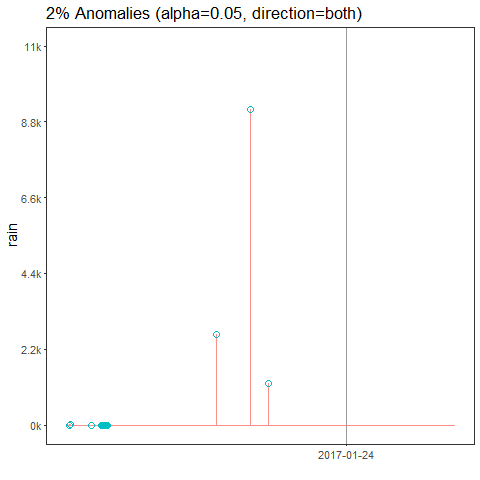 2% Anomalies (alpha=0.05, direction=both)
11k
8.8k
6.6k
rain
4.4k
2.2k
0k
2017-01-24